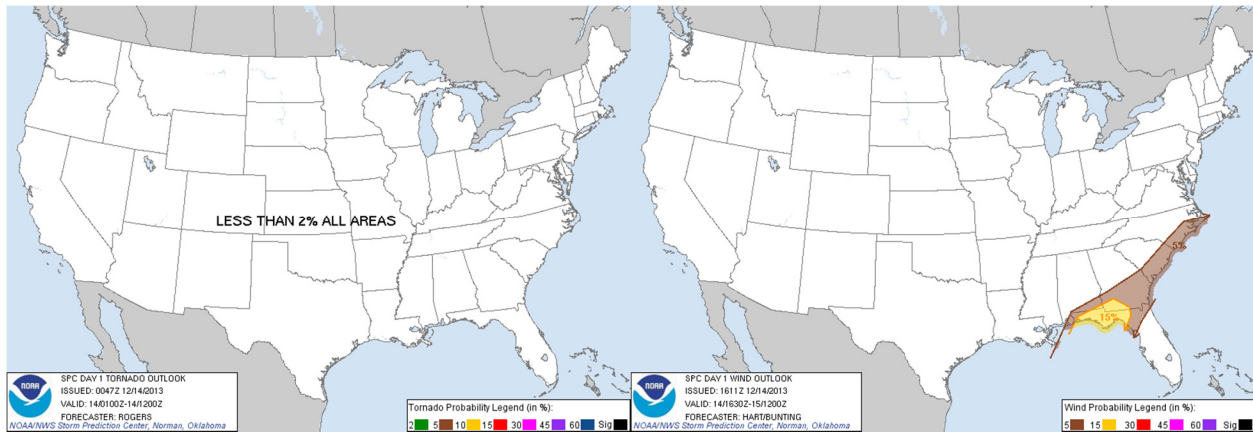 LESS THAN 2% ALL AREAS
NOAA
SPC DAY 1 TORNADO OUTLOOK
ISSUED: 0047Z 12/14/2013
VALID: 14/0100Z-14/1200Z
FORECASTER: ROGERS
NOAA/NWS Storm Prediction Center, Norman, Oklahoma
Tornado Probability Legend (in %):
2 5 10 15 30 45 60 Sig
5%
15%
NOAA
SPC DAY 1 WIND OUTLOOK
ISSUED: 1611Z 12/14/2013
VALID: 14/1630Z-15/1200Z
FORECASTER: HART/BUNTING
NOAA/NWS Storm Prediction Center, Norman, Oklahoma
Wind Probability Legend (in %):
5 15 30 45 60 Sig